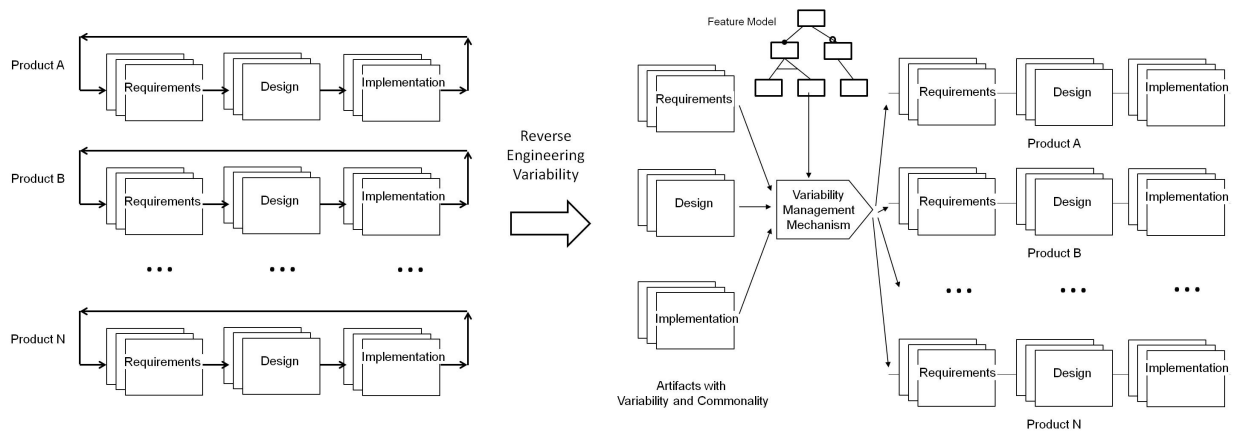 Product A
Requirements
Design
Implementation
Product B
Requirements
Design
Implementation
Product N
Requirements
Design
Implementation
Reverse
Engineering
Variability
Feature Model
Requirements
Design
Implementation
Artifacts with
Variability and Commonality
Variability
Management
Mechanism
Requirements
Design
Implementation
Product A
Requirements
Design
Implementation
Product B
Requirements
Design
Implementation
Product N